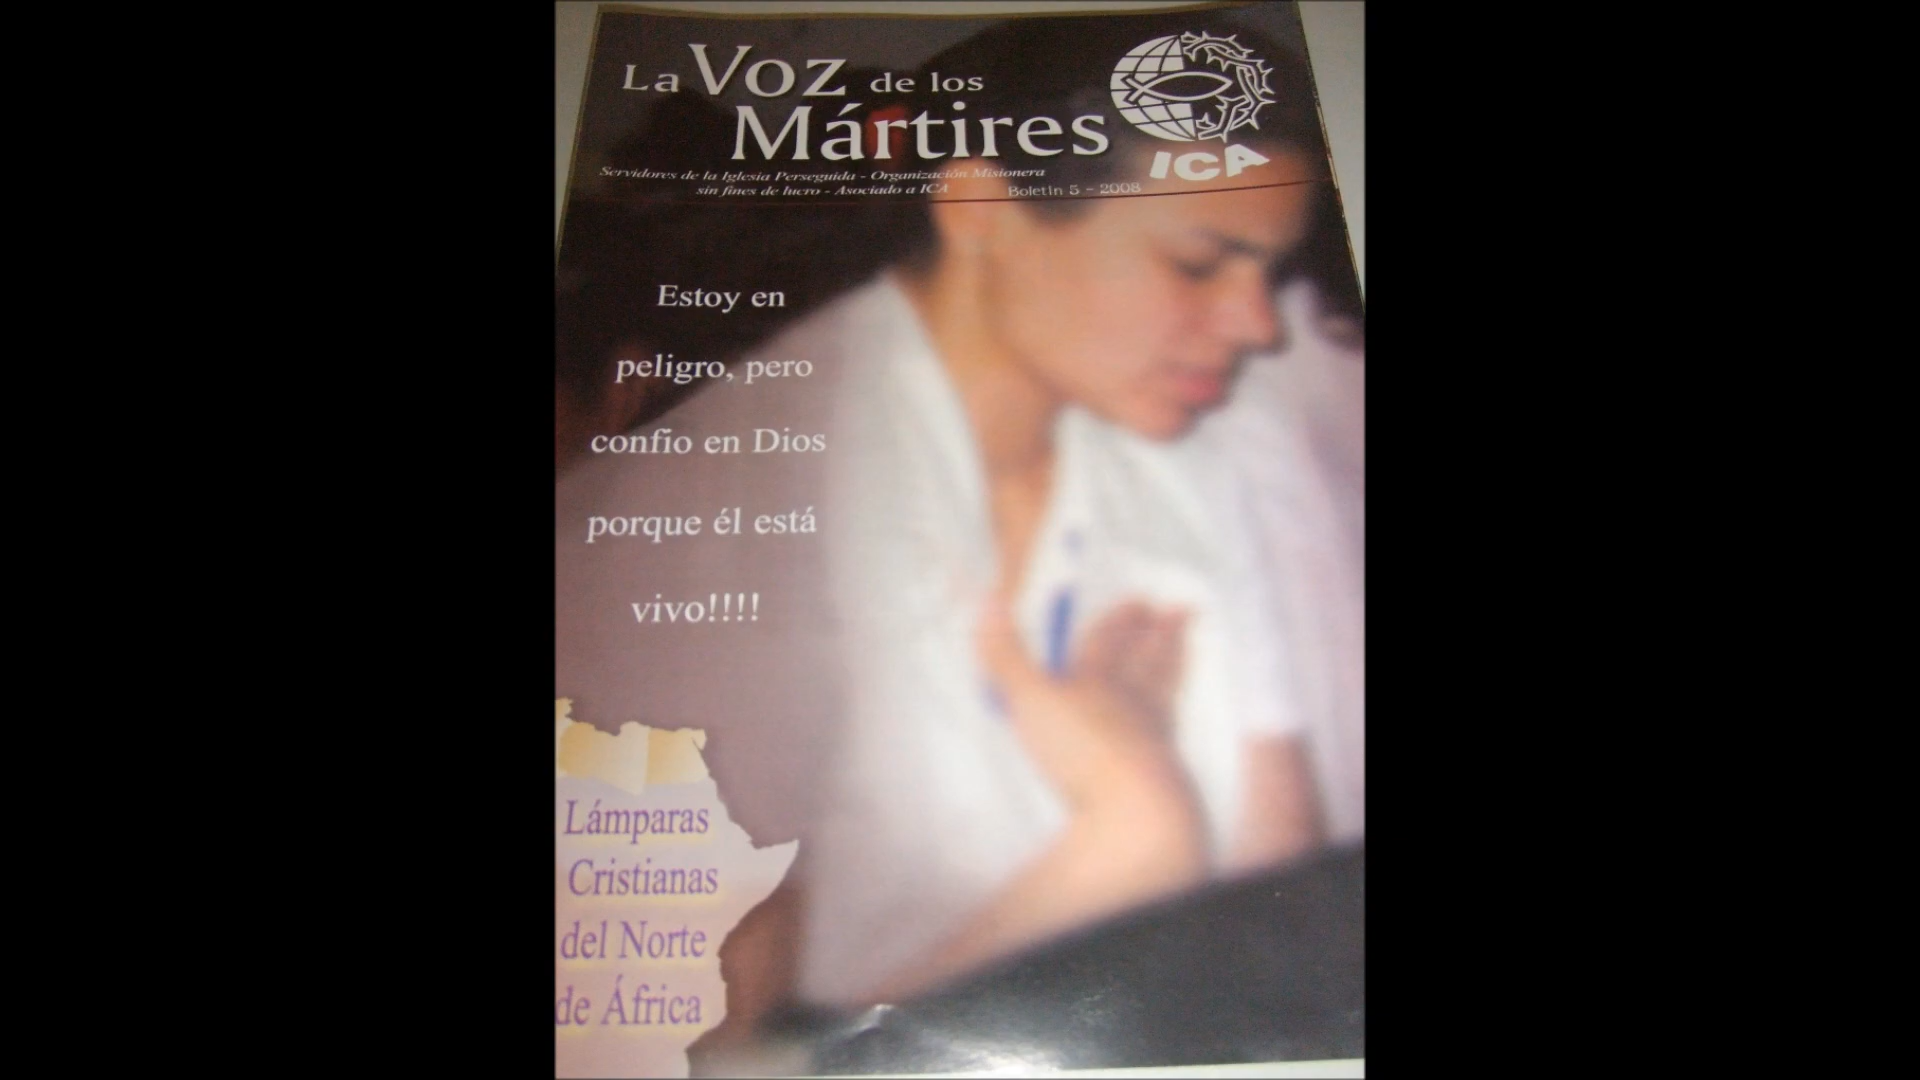 La Voz de los
Mártires
ICA
Servidores de la Iglesia Perseguida - Organización Misionera
sin fines de lucro - Asociado a ICA
Boletín 5 - 2008
Estoy en
peligro, pero
confio en Dios
porque él está
vivo!!!!
Lámparas
Cristianas
del Norte
de África